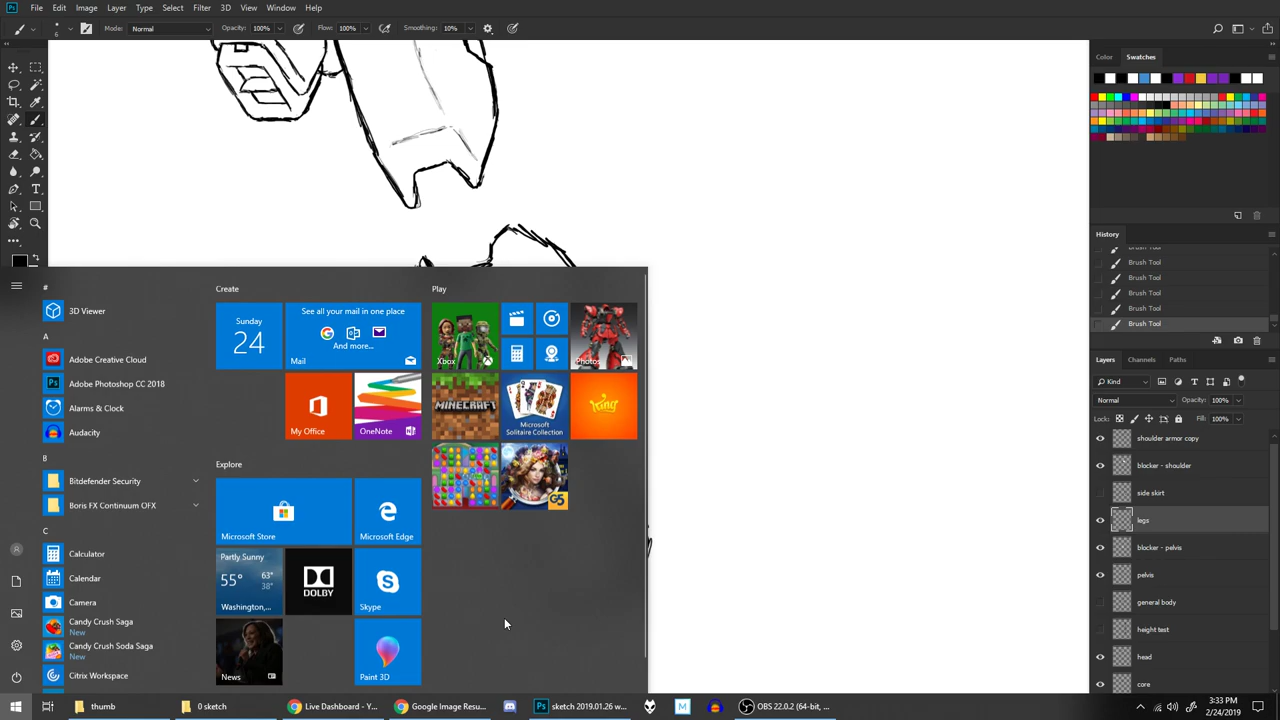 Ps File Edit Image Layer Type Select Filter 3D View Window Help
6 Mode: Normal Opacity: 100% Flow: 100% Smoothing: 10%
Color Swatches
History
Brush Tool
Brush Tool
Brush Tool
Brush Tool
Brush Tool
Brush Tool
Layers Channels Paths
Kind
Normal Opacity: 100%
Lock: Fill: 100%
shoulder armor copy
blocker - shoulder
side skirt
legs
blocker - pelvis
pelvis
general body
height test
head
core
#
3D Viewer
A
Adobe Creative Cloud
Ps Adobe Photoshop CC 2018
Alarms & Clock
Audacity
B
Bitdefender Security
Boris FX Continuum OFX
C
Calculator
Calendar
Camera
Candy Crush Saga
New
Candy Crush Soda Saga
New
Citrix Workspace
Create
Sunday
24
See all your mail in one place
And more...
Mail
My Office
OneNote
Explore
Microsoft Store
Microsoft Edge
Partly Sunny
55° 63°
38°
Washington,...
DOLBY
Skype
News
Paint 3D
Play
Xbox
Photos
MINECRAFT
Microsoft
Solitaire Collection
King
G5
thumb
0 sketch
Live Dashboard - Y...
Google Image Resu...
Ps sketch 2019.01.26 w...
M
OBS 22.0.2 (64-bit, ...
3:33 PM
2/24/2019